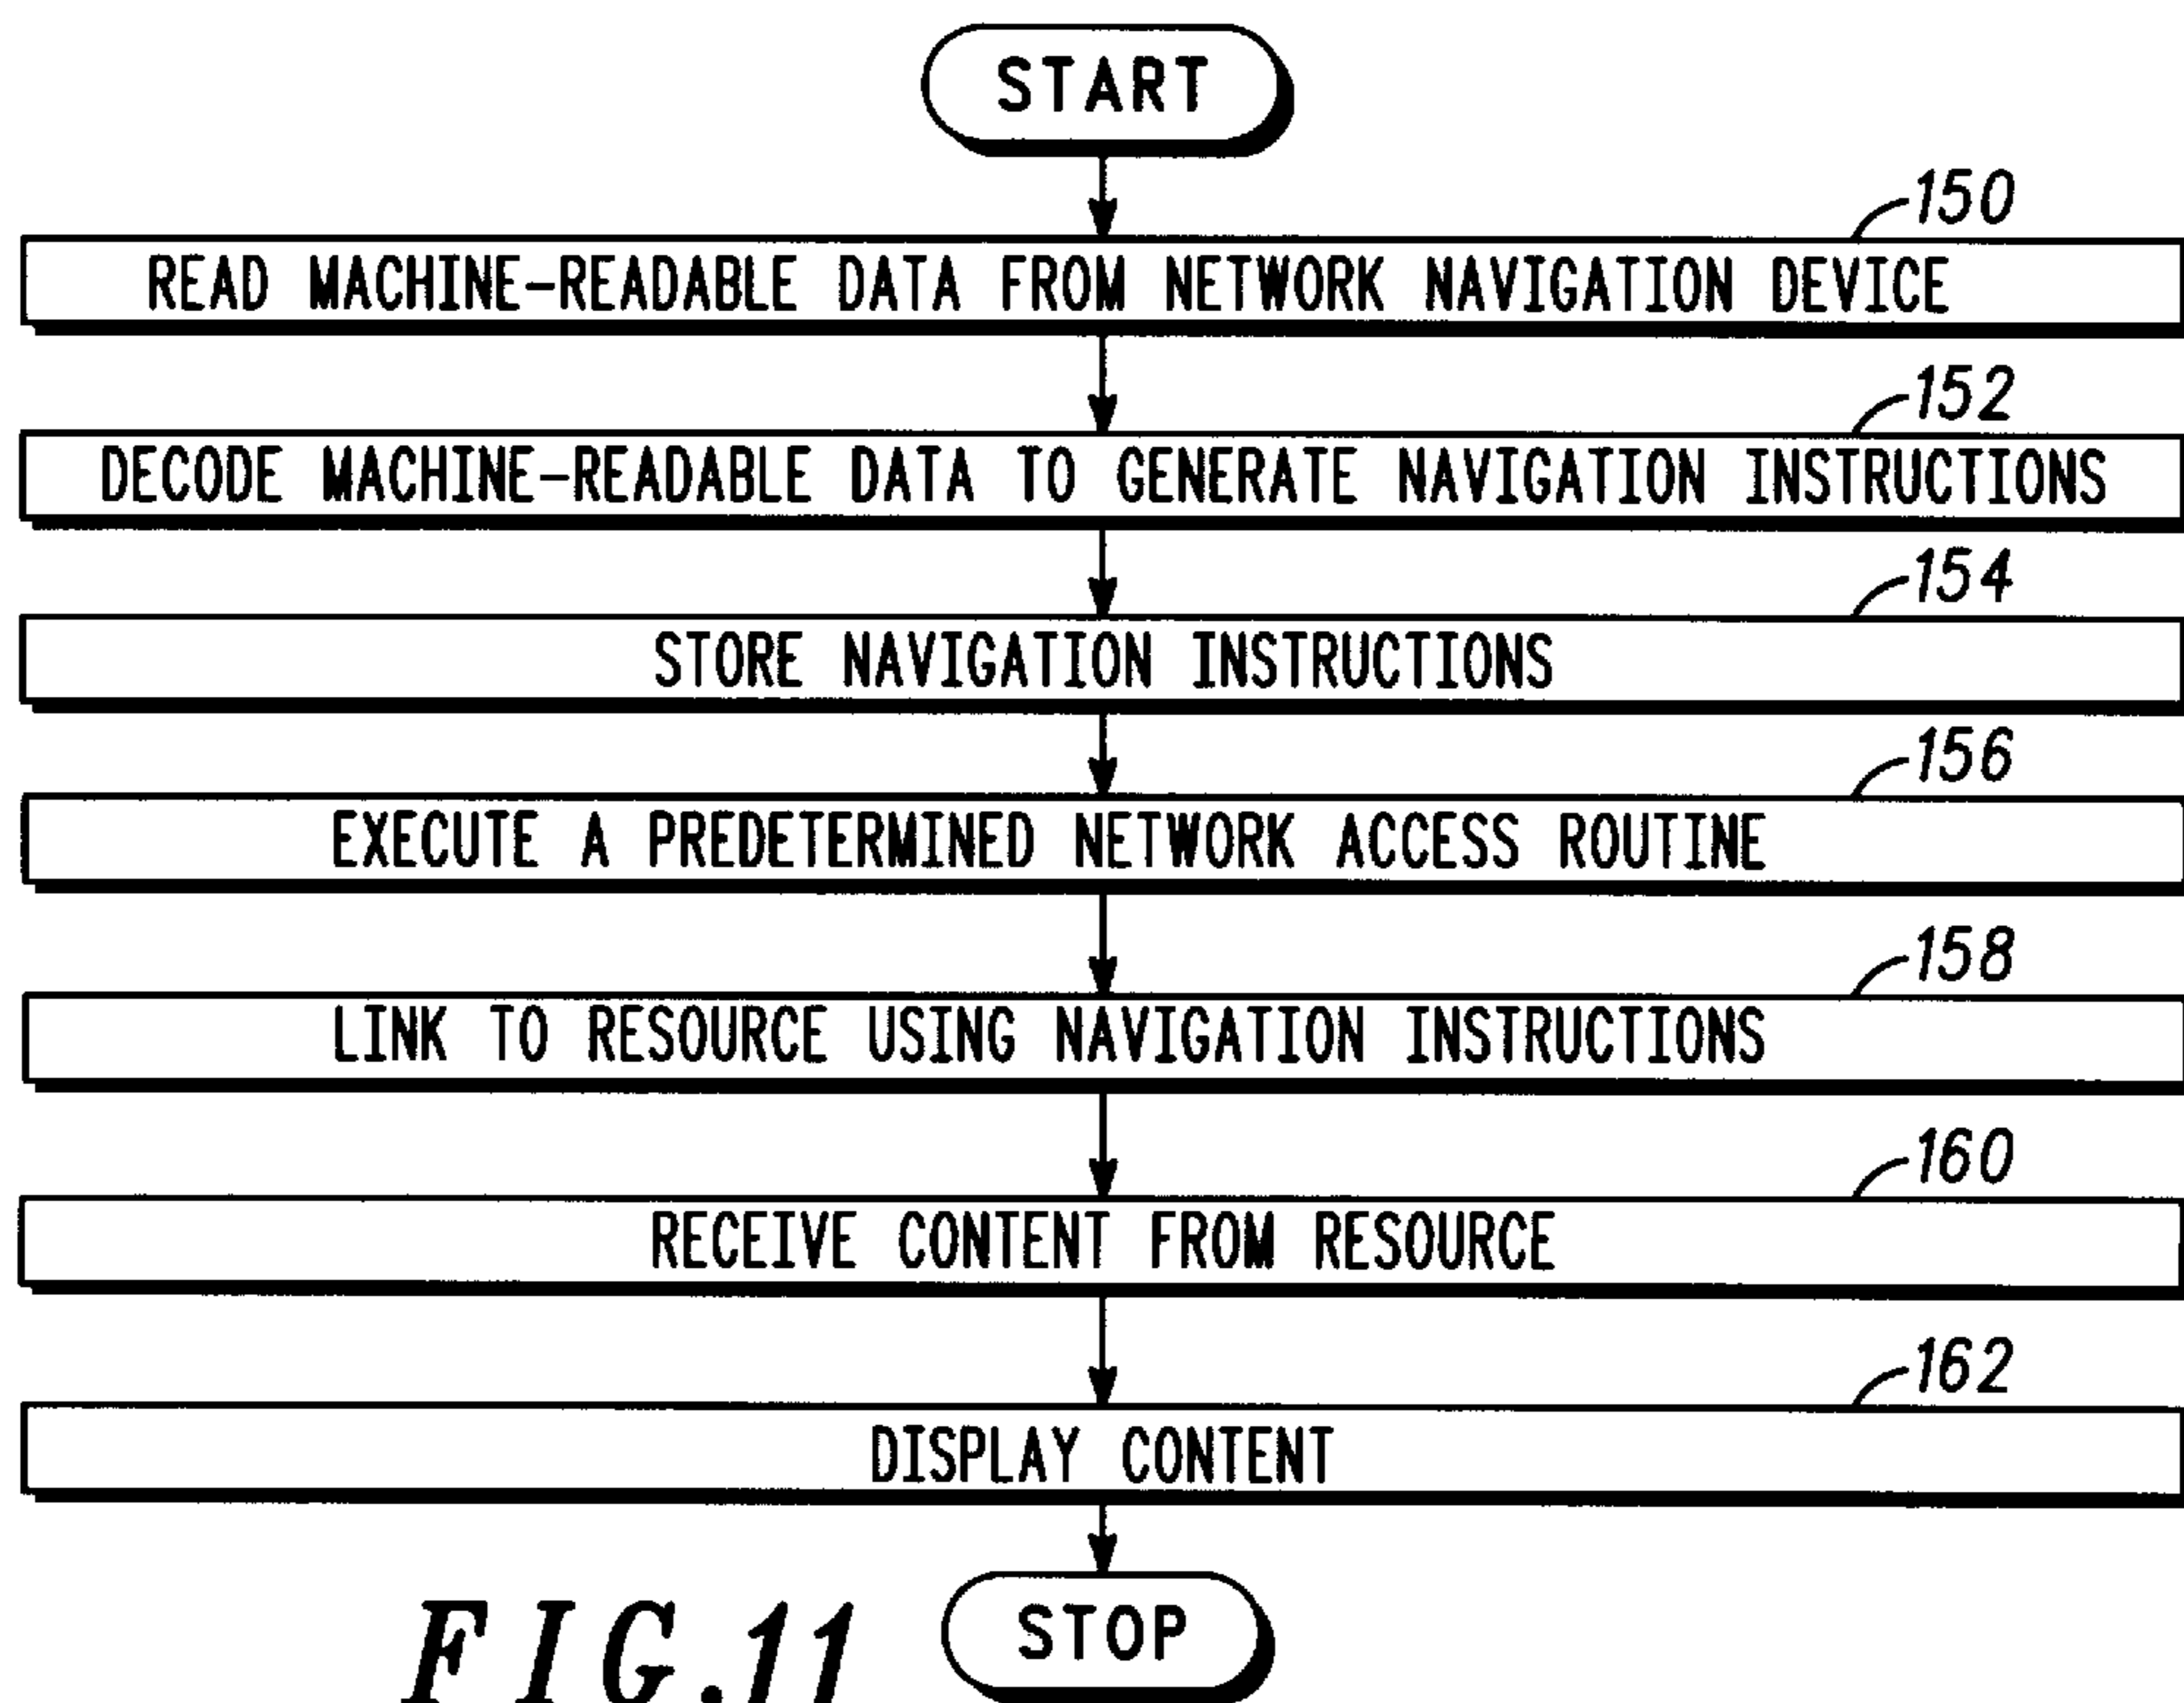 START
150
READ MACHINE-READABLE DATA FROM NETWORK NAVIGATION DEVICE
152
DECODE MACHINE-READABLE DATA TO GENERATE NAVIGATION INSTRUCTIONS
154
STORE NAVIGATION INSTRUCTIONS
156
EXECUTE A PREDETERMINED NETWORK ACCESS ROUTINE
158
LINK TO RESOURCE USING NAVIGATION INSTRUCTIONS
160
RECEIVE CONTENT FROM RESOURCE
162
DISPLAY CONTENT
STOP
FIG.11